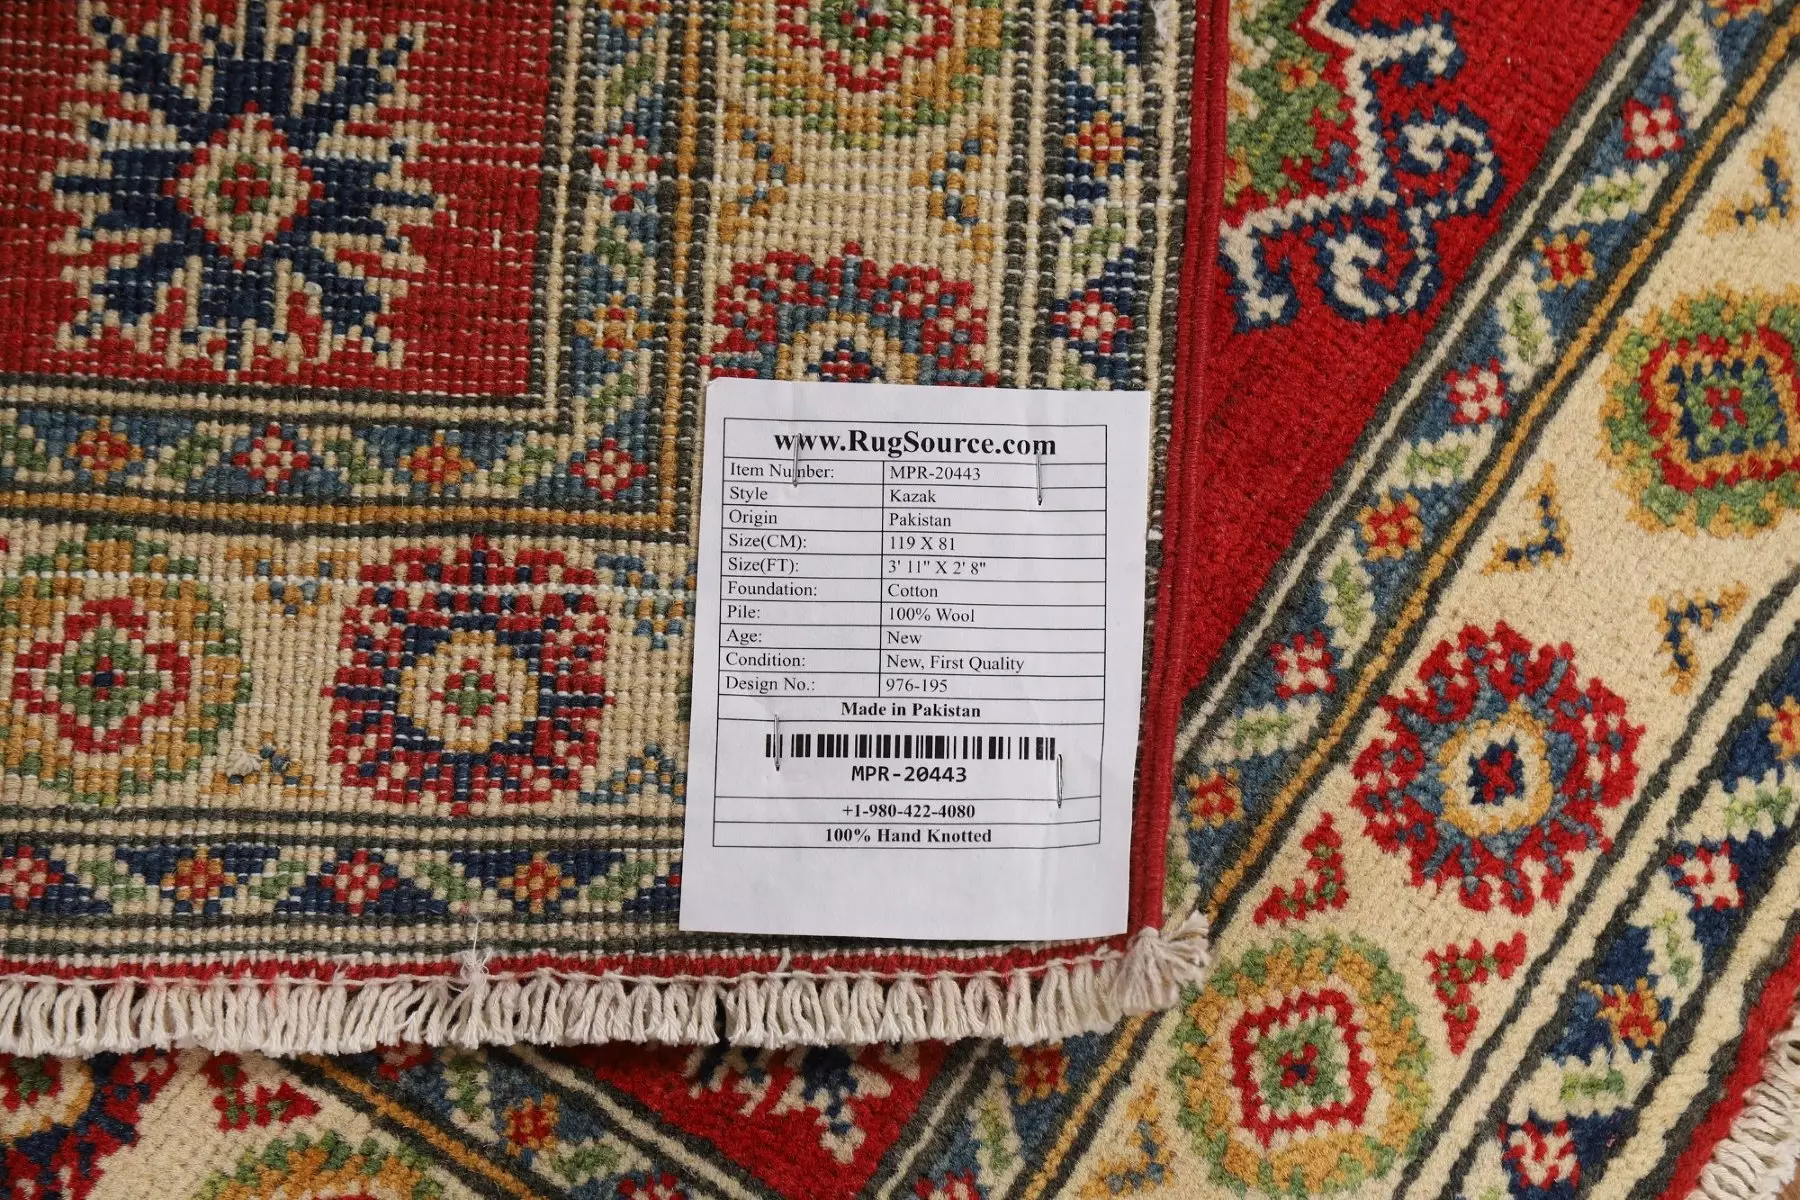 www.RugSource.com
Item Number: MPR-20443
Style Kazak
Origin Pakistan
Size(CM): 119 X 81
Size(FT): 3' 11" X 2' 8"
Foundation: Cotton
Pile: 100% Wool
Age: New
Condition: New, First Quality
Design No.: 976-195
Made in Pakistan
MPR-20443
+1-980-422-4080
100% Hand Knotted